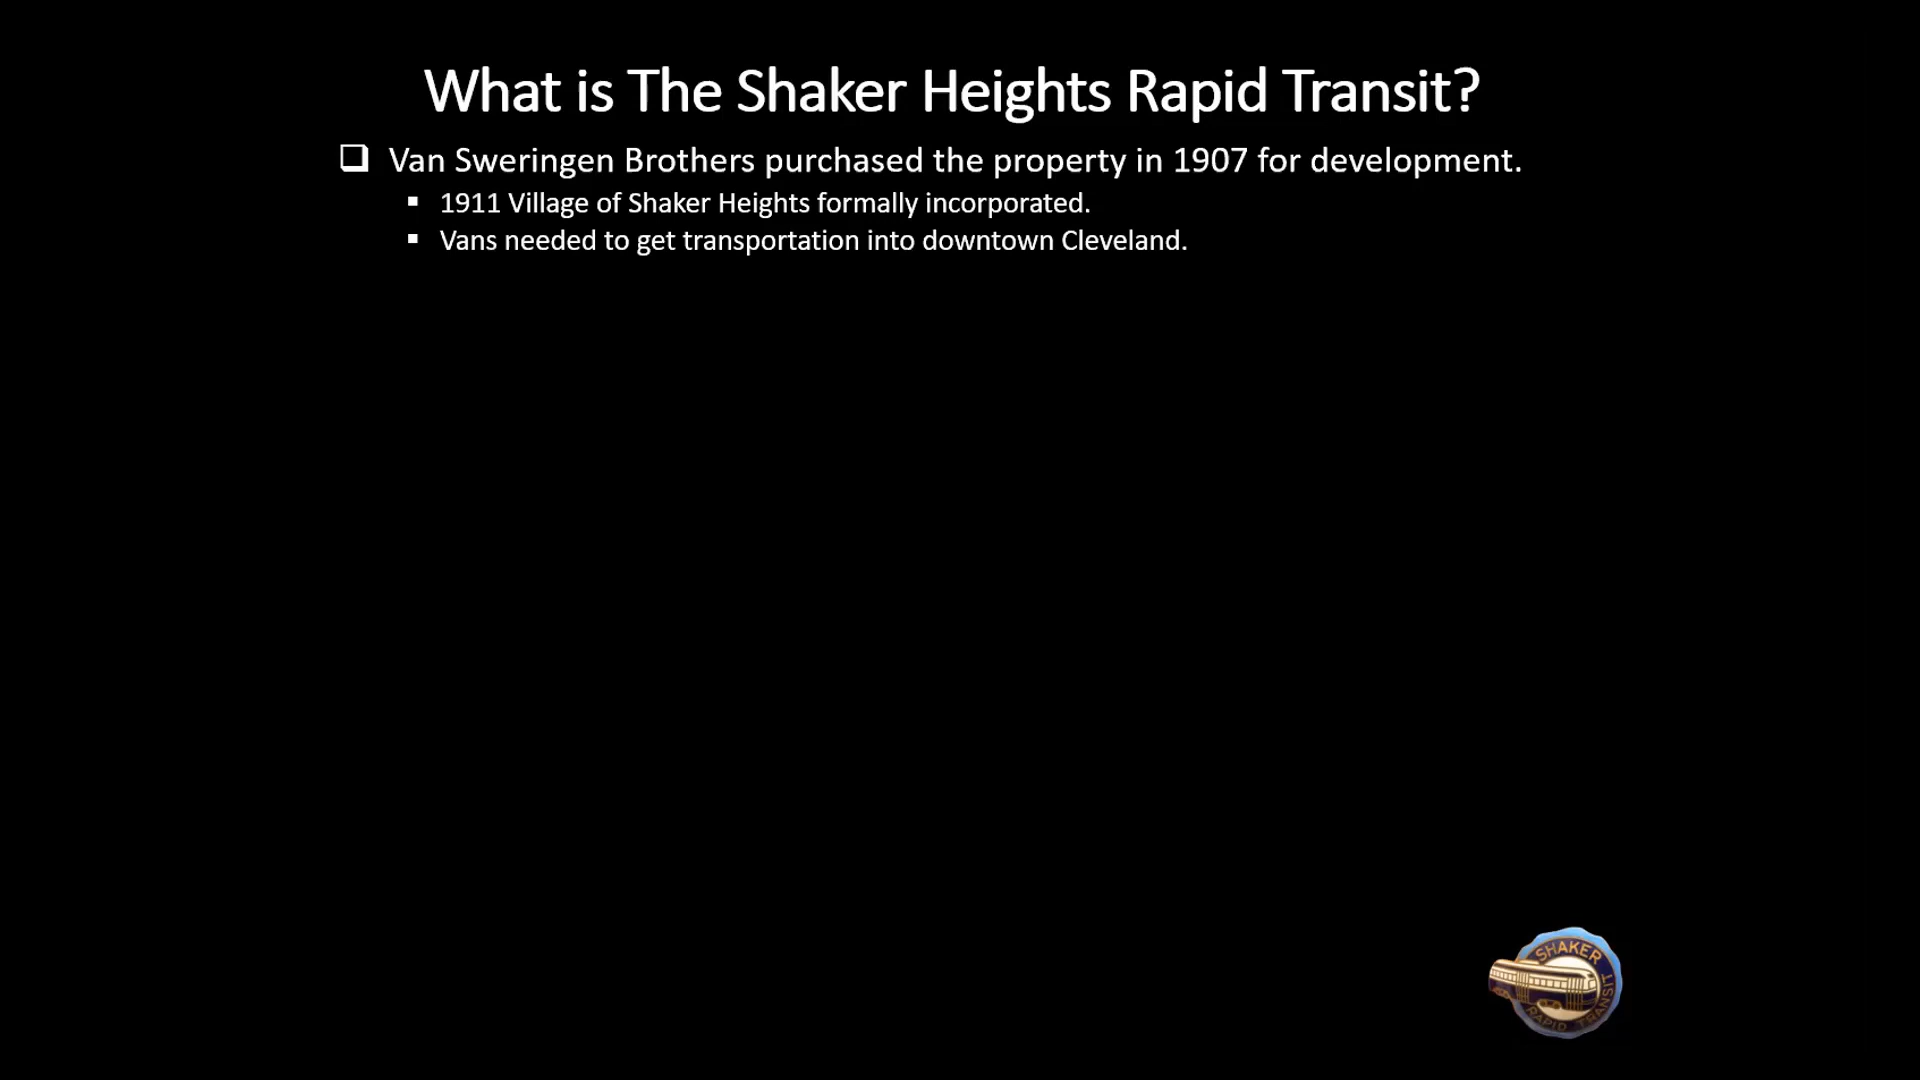 What is The Shaker Heights Rapid Transit?
Van Sweringen Brothers purchased the property in 1907 for development.
1911 Village of Shaker Heights formally incorporated.
Vans needed to get transportation into downtown Cleveland.
SHAKER
RAPID TRANSIT